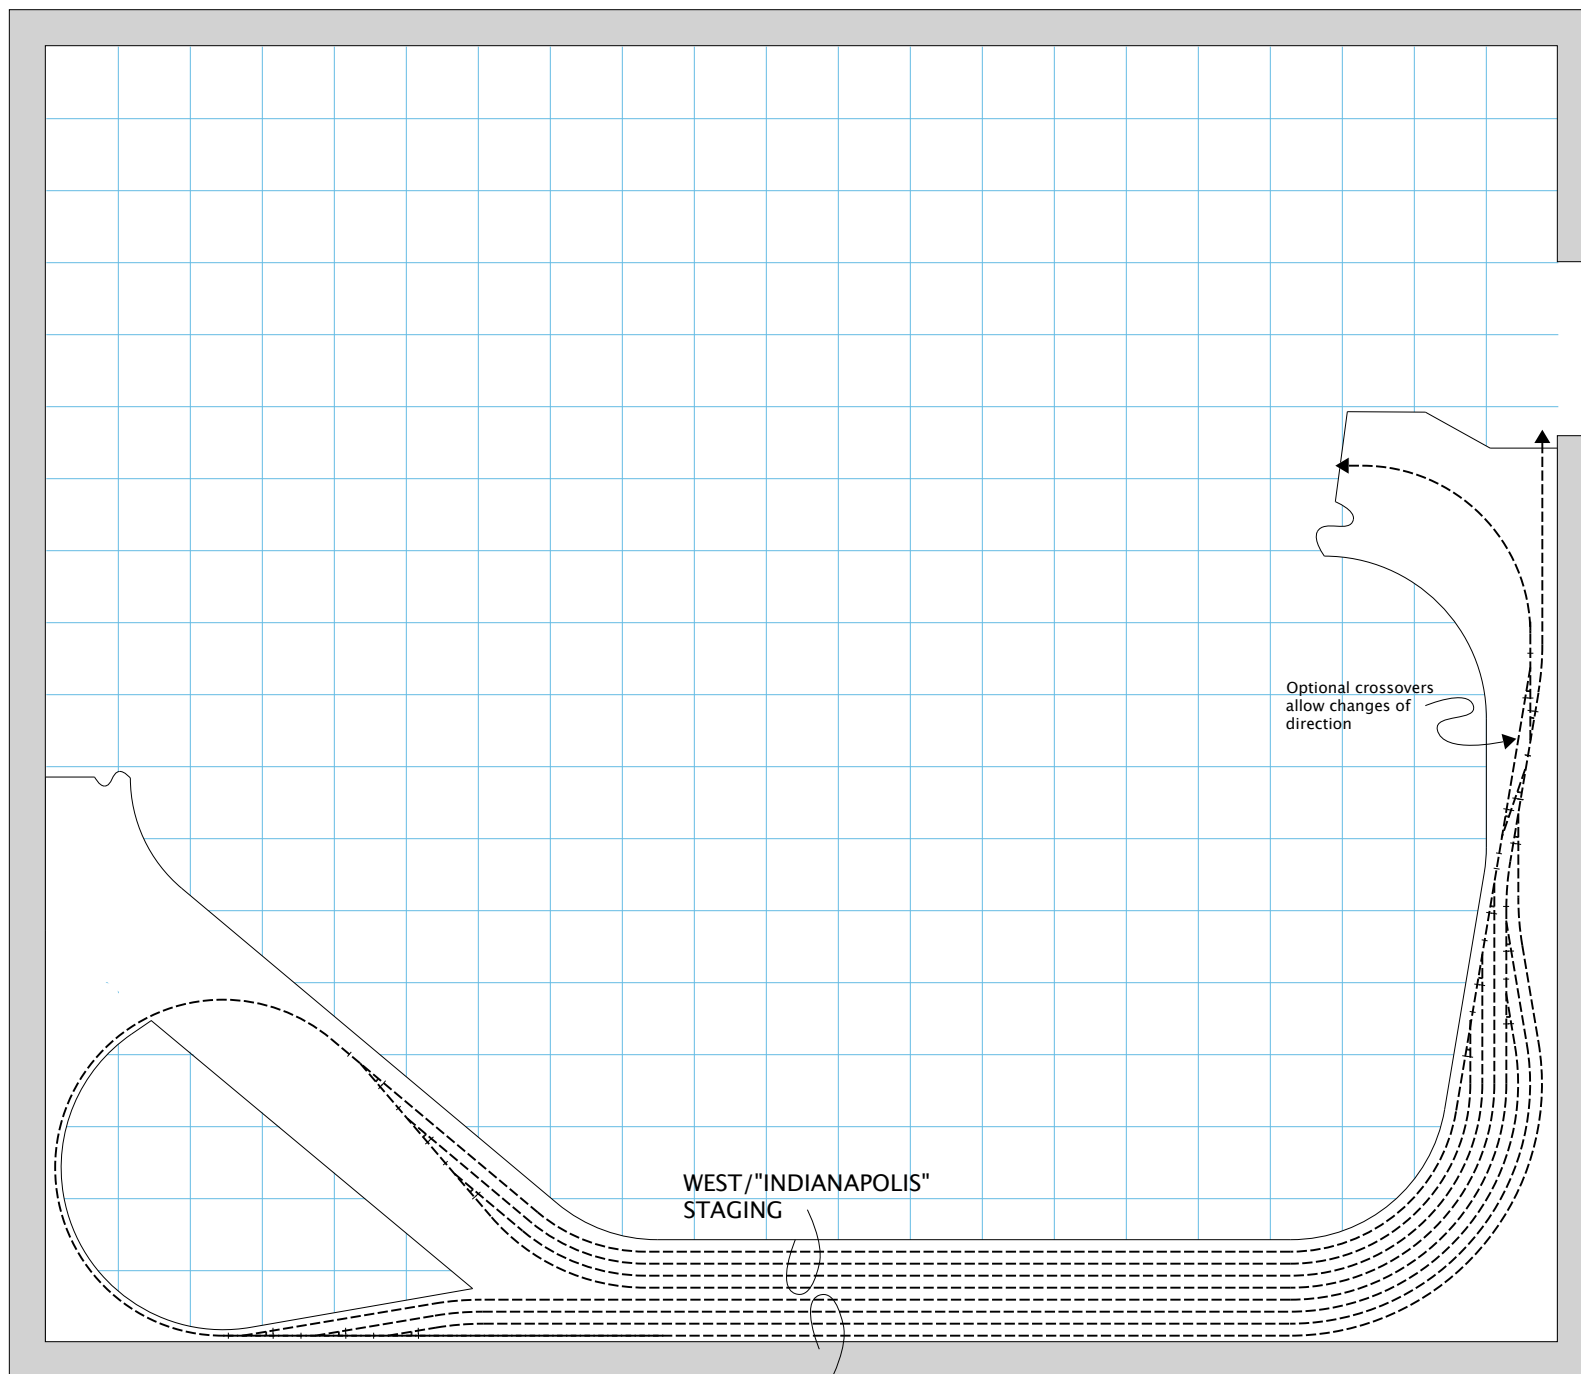 Optional crossovers
allow changes of
direction
WEST/"INDIANAPOLIS"
STAGING